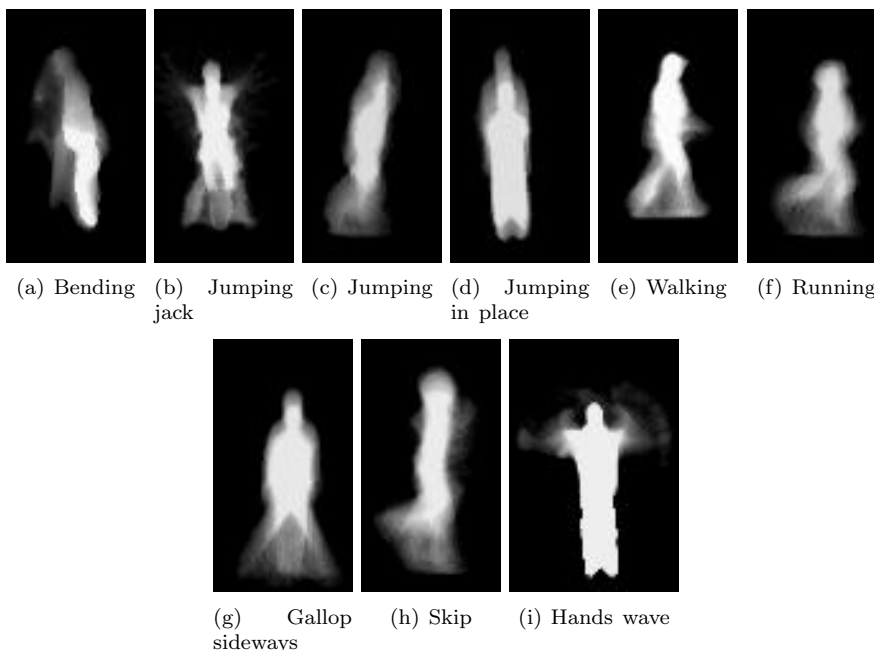 (a) Bending (b) Jumping jack (c) Jumping (d) Jumping in place (e) Walking (f) Running
(g) Gallop sideways (h) Skip (i) Hands wave